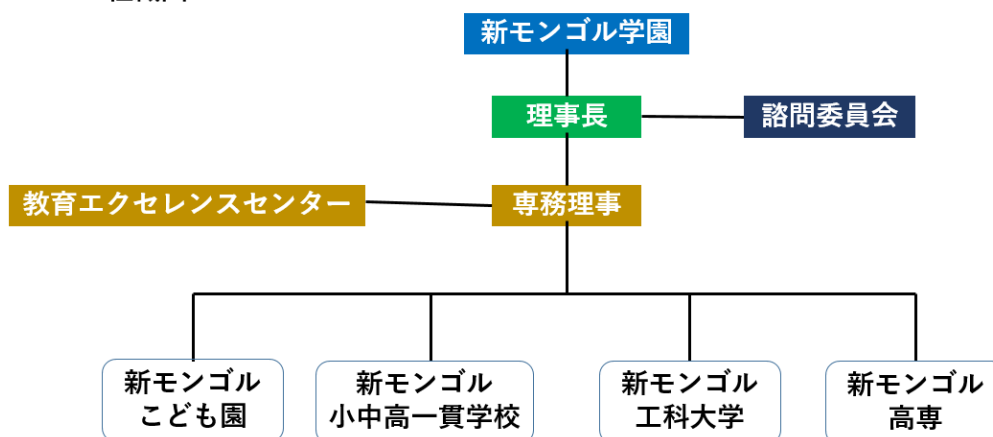 新モンゴル学園
理事長
諮問委員会
教育エクセレンスセンター
専務理事
新モンゴル
こども園
新モンゴル
小中高一貫学校
新モンゴル
工科大学
新モンゴル
高専